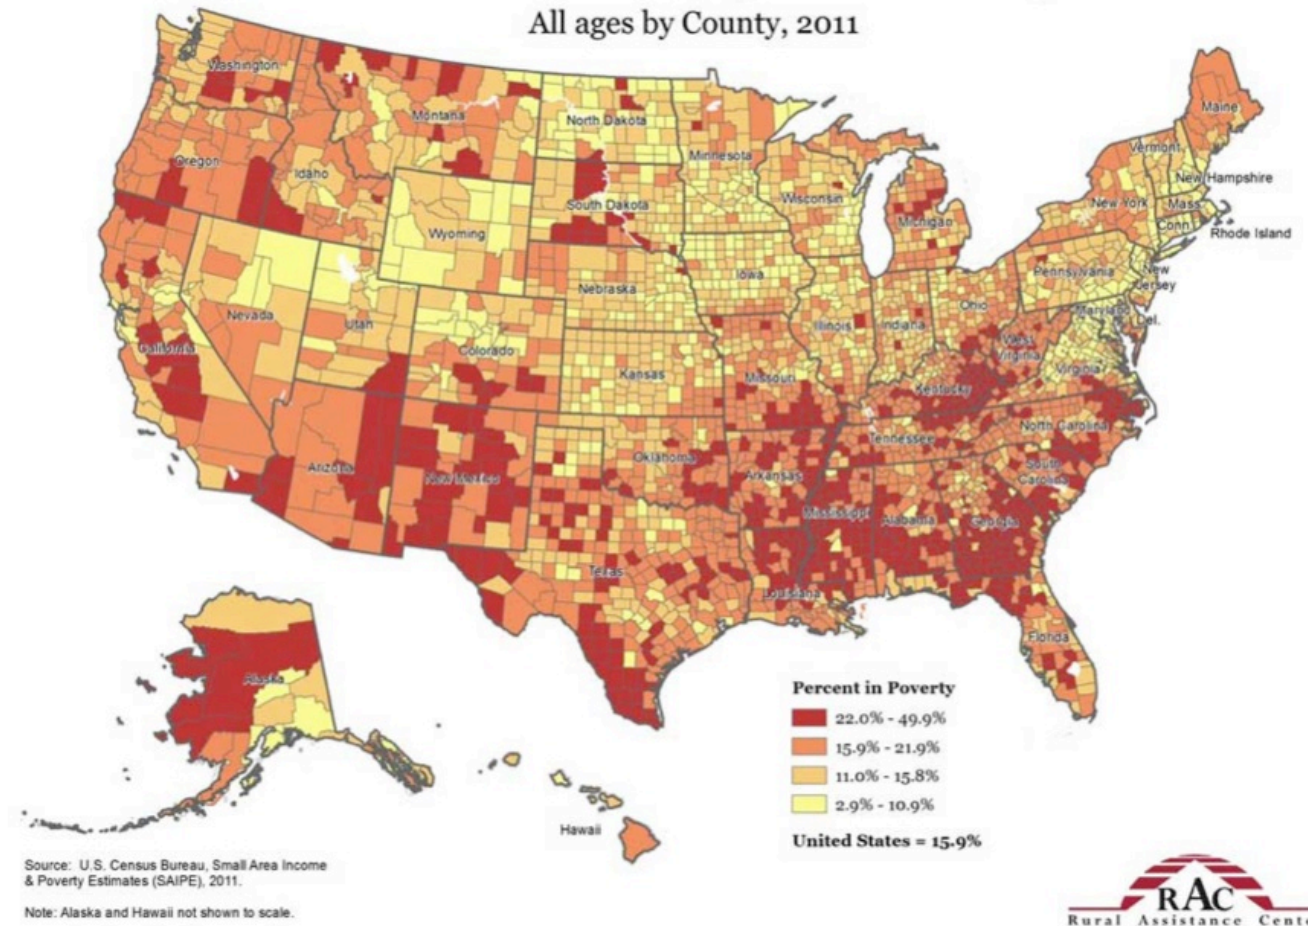 All ages by County, 2011
Washington
Montana
North Dakota
Minnesota
Maine
Vermont
New Hampshire
Oregon
Idaho
South Dakota
Wisconsin
Michigan
New York
Mass
Conn
Rhode Island
Wyoming
Iowa
Nebraska
Pennsylvania
New
Jersey
Nevada
Utah
Colorado
Illinois
Indiana
Ohio
Maryland
Del.
California
Kansas
Missouri
West
Virginia
Virginia
Kentucky
Arizona
New Mexico
Oklahoma
Arkansas
Tennessee
North Carolina
South
Carolina
Mississippi
Alabama
Georgia
Texas
Louisiana
Florida
Alaska
Hawaii
Percent in Poverty
22.0% - 49.9%
15.9% - 21.9%
11.0% - 15.8%
2.9% - 10.9%
United States = 15.9%
Source: U.S. Census Bureau, Small Area Income
& Poverty Estimates (SAIPE), 2011.
Note: Alaska and Hawaii not shown to scale.
RAC
Rural Assistance Cente